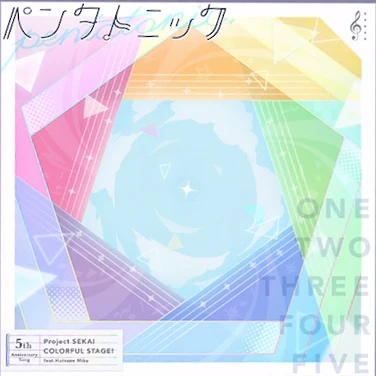 ペンタトニック
pentatonic
ONE
TWO
THREE
FOUR
FIVE
5th
Anniversary
Song
Project SEKAI
COLORFUL STAGE!
feat.Hatsune Miku